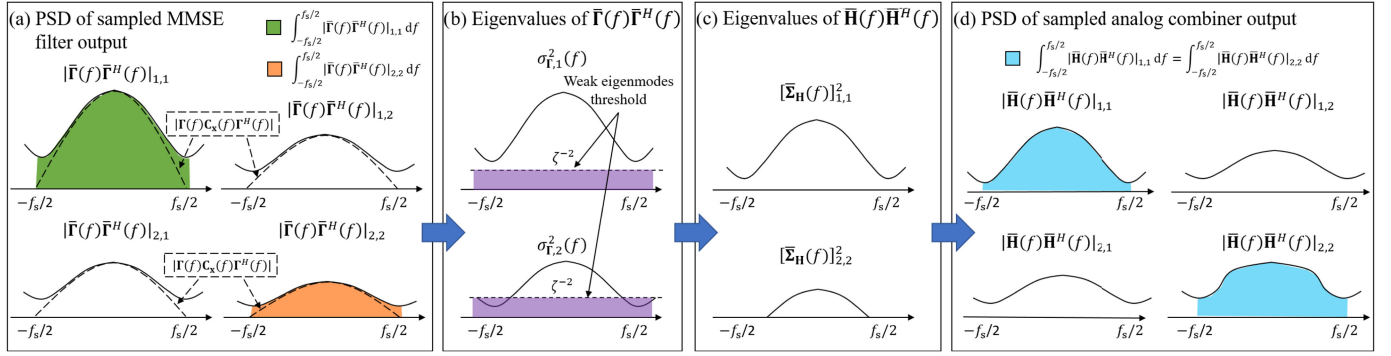 (a) PSD of sampled MMSE
filter output
∫_{-f_s/2}^{f_s/2} |Γ̄(f)Γ̄^H(f)|_{1,1} df
∫_{-f_s/2}^{f_s/2} |Γ̄(f)Γ̄^H(f)|_{2,2} df
|Γ̄(f)Γ̄^H(f)|_{1,1}
|Γ̄(f)Γ̄^H(f)|_{1,2}
|Γ(f)C_x(f)Γ^H(f)|
-f_s/2 f_s/2 -f_s/2 f_s/2
|Γ̄(f)Γ̄^H(f)|_{2,1}
|Γ̄(f)Γ̄^H(f)|_{2,2}
|Γ(f)C_x(f)Γ^H(f)|
-f_s/2 f_s/2 -f_s/2 f_s/2
(b) Eigenvalues of Γ̄(f)Γ̄^H(f)
σ²_{Γ̄,1}(f)
Weak eigenmodes
threshold
ζ^{-2}
-f_s/2 f_s/2
σ²_{Γ̄,2}(f)
ζ^{-2}
-f_s/2 f_s/2
(c) Eigenvalues of H̄(f)H̄^H(f)
[Σ̄_H(f)]²_{1,1}
-f_s/2 f_s/2
[Σ̄_H(f)]²_{2,2}
-f_s/2 f_s/2
(d) PSD of sampled analog combiner output
∫_{-f_s/2}^{f_s/2} |H̄(f)H̄^H(f)|_{1,1} df = ∫_{-f_s/2}^{f_s/2} |H̄(f)H̄^H(f)|_{2,2} df
|H̄(f)H̄^H(f)|_{1,1}
|H̄(f)H̄^H(f)|_{1,2}
-f_s/2 f_s/2 -f_s/2 f_s/2
|H̄(f)H̄^H(f)|_{2,1}
|H̄(f)H̄^H(f)|_{2,2}
-f_s/2 f_s/2 -f_s/2 f_s/2